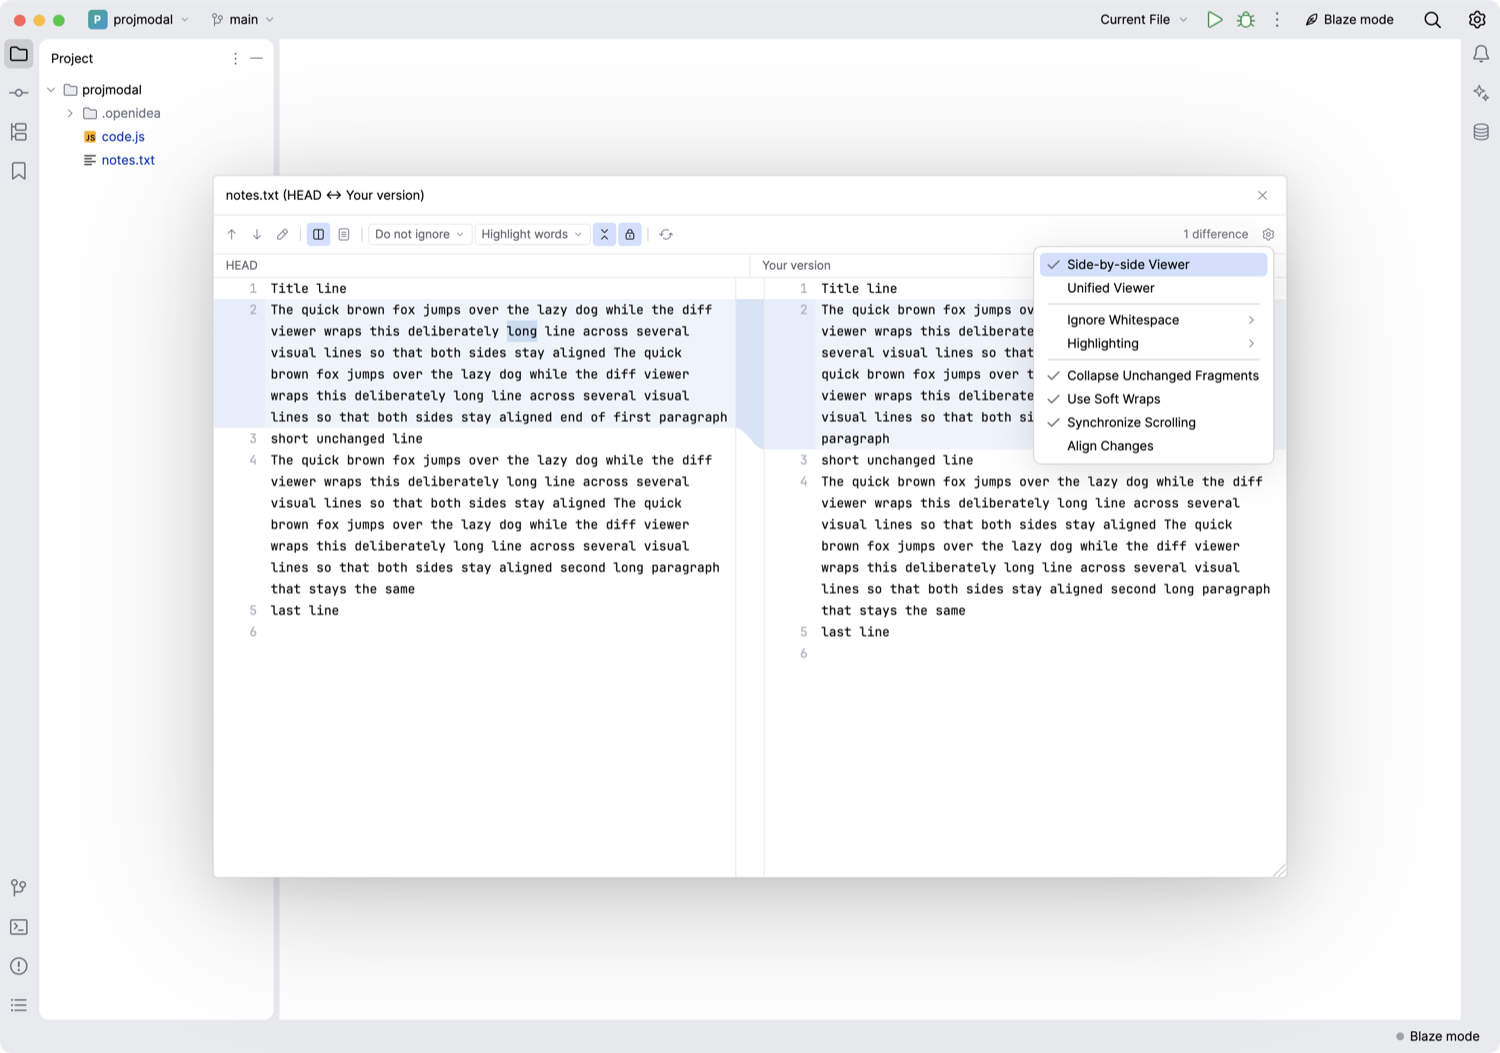 P projmodal main Current File Blaze mode
Project
projmodal
.openidea
JS code.js
notes.txt
notes.txt (HEAD ↔ Your version)
Do not ignore Highlight words 1 difference
HEAD
1 Title line
2 The quick brown fox jumps over the lazy dog while the diff
viewer wraps this deliberately long line across several
visual lines so that both sides stay aligned The quick
brown fox jumps over the lazy dog while the diff viewer
wraps this deliberately long line across several visual
lines so that both sides stay aligned end of first paragraph
3 short unchanged line
4 The quick brown fox jumps over the lazy dog while the diff
viewer wraps this deliberately long line across several
visual lines so that both sides stay aligned The quick
brown fox jumps over the lazy dog while the diff viewer
wraps this deliberately long line across several visual
lines so that both sides stay aligned second long paragraph
that stays the same
5 last line
6
Your version
1 Title line
2 The quick brown fox jumps ov
viewer wraps this deliberate
several visual lines so that
quick brown fox jumps over t
viewer wraps this deliberate
visual lines so that both si
paragraph
3 short unchanged line
4 The quick brown fox jumps over the lazy dog while the diff
viewer wraps this deliberately long line across several
visual lines so that both sides stay aligned The quick
brown fox jumps over the lazy dog while the diff viewer
wraps this deliberately long line across several visual
lines so that both sides stay aligned second long paragraph
that stays the same
5 last line
6
Side-by-side Viewer
Unified Viewer
Ignore Whitespace
Highlighting
Collapse Unchanged Fragments
Use Soft Wraps
Synchronize Scrolling
Align Changes
Blaze mode